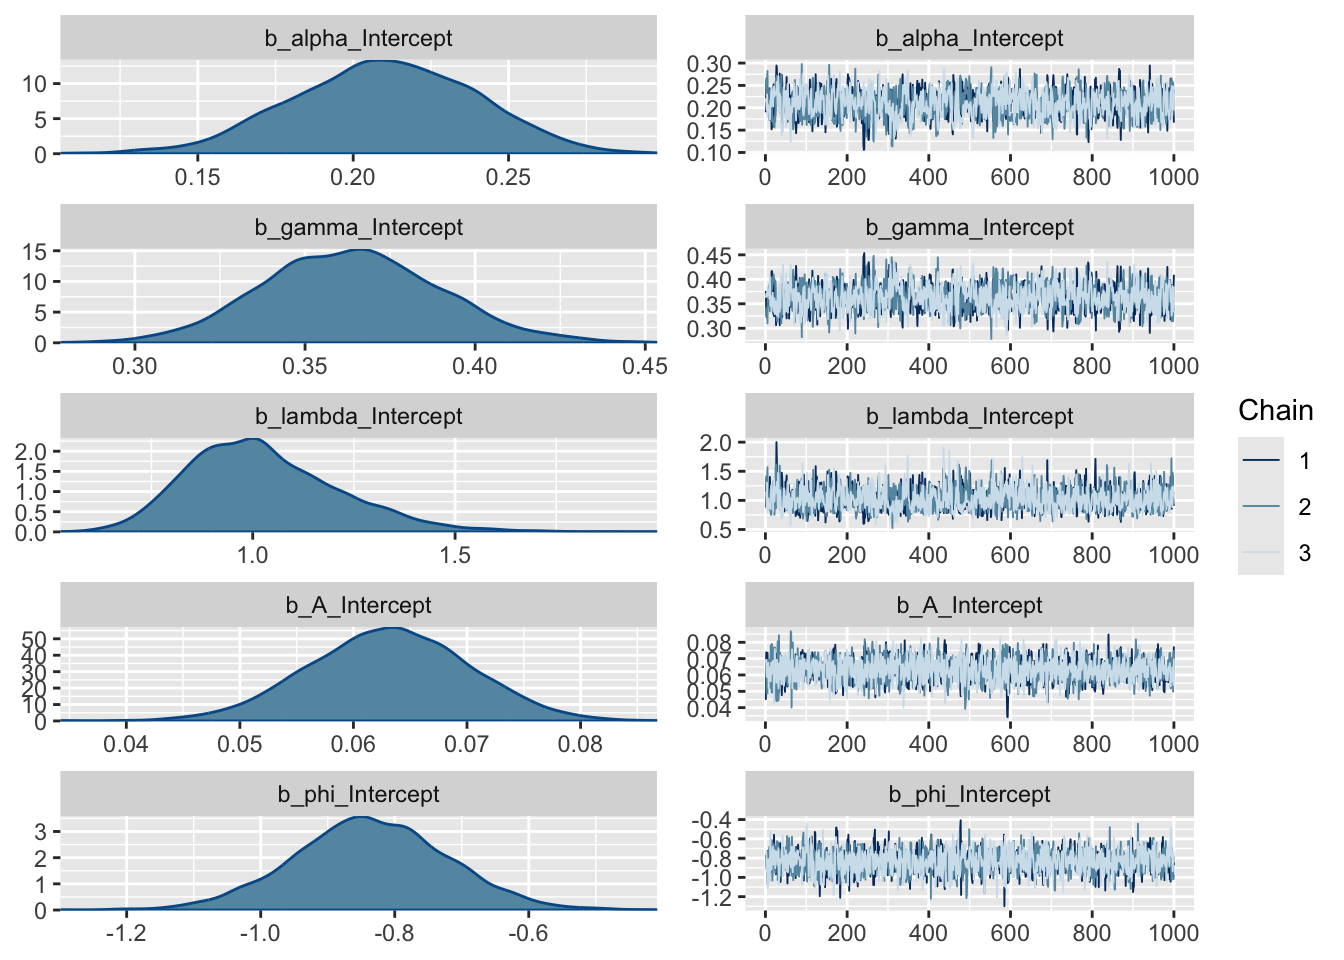 b_alpha_Intercept
10
5
0
0.15 0.20 0.25
b_alpha_Intercept
0.30
0.25
0.20
0.15
0.10
0 200 400 600 800 1000
b_gamma_Intercept
15
10
5
0
0.30 0.35 0.40 0.45
b_gamma_Intercept
0.45
0.40
0.35
0.30
0 200 400 600 800 1000
b_lambda_Intercept
2.0
1.5
1.0
0.5
0.0
1.0 1.5
b_lambda_Intercept
2.0
1.5
1.0
0.5
0 200 400 600 800 1000
b_A_Intercept
50
40
30
20
10
0
0.04 0.05 0.06 0.07 0.08
b_A_Intercept
0.08
0.07
0.06
0.05
0.04
0 200 400 600 800 1000
b_phi_Intercept
3
2
1
0
-1.2 -1.0 -0.8 -0.6
b_phi_Intercept
-0.4
-0.6
-0.8
-1.0
-1.2
0 200 400 600 800 1000
Chain
1
2
3